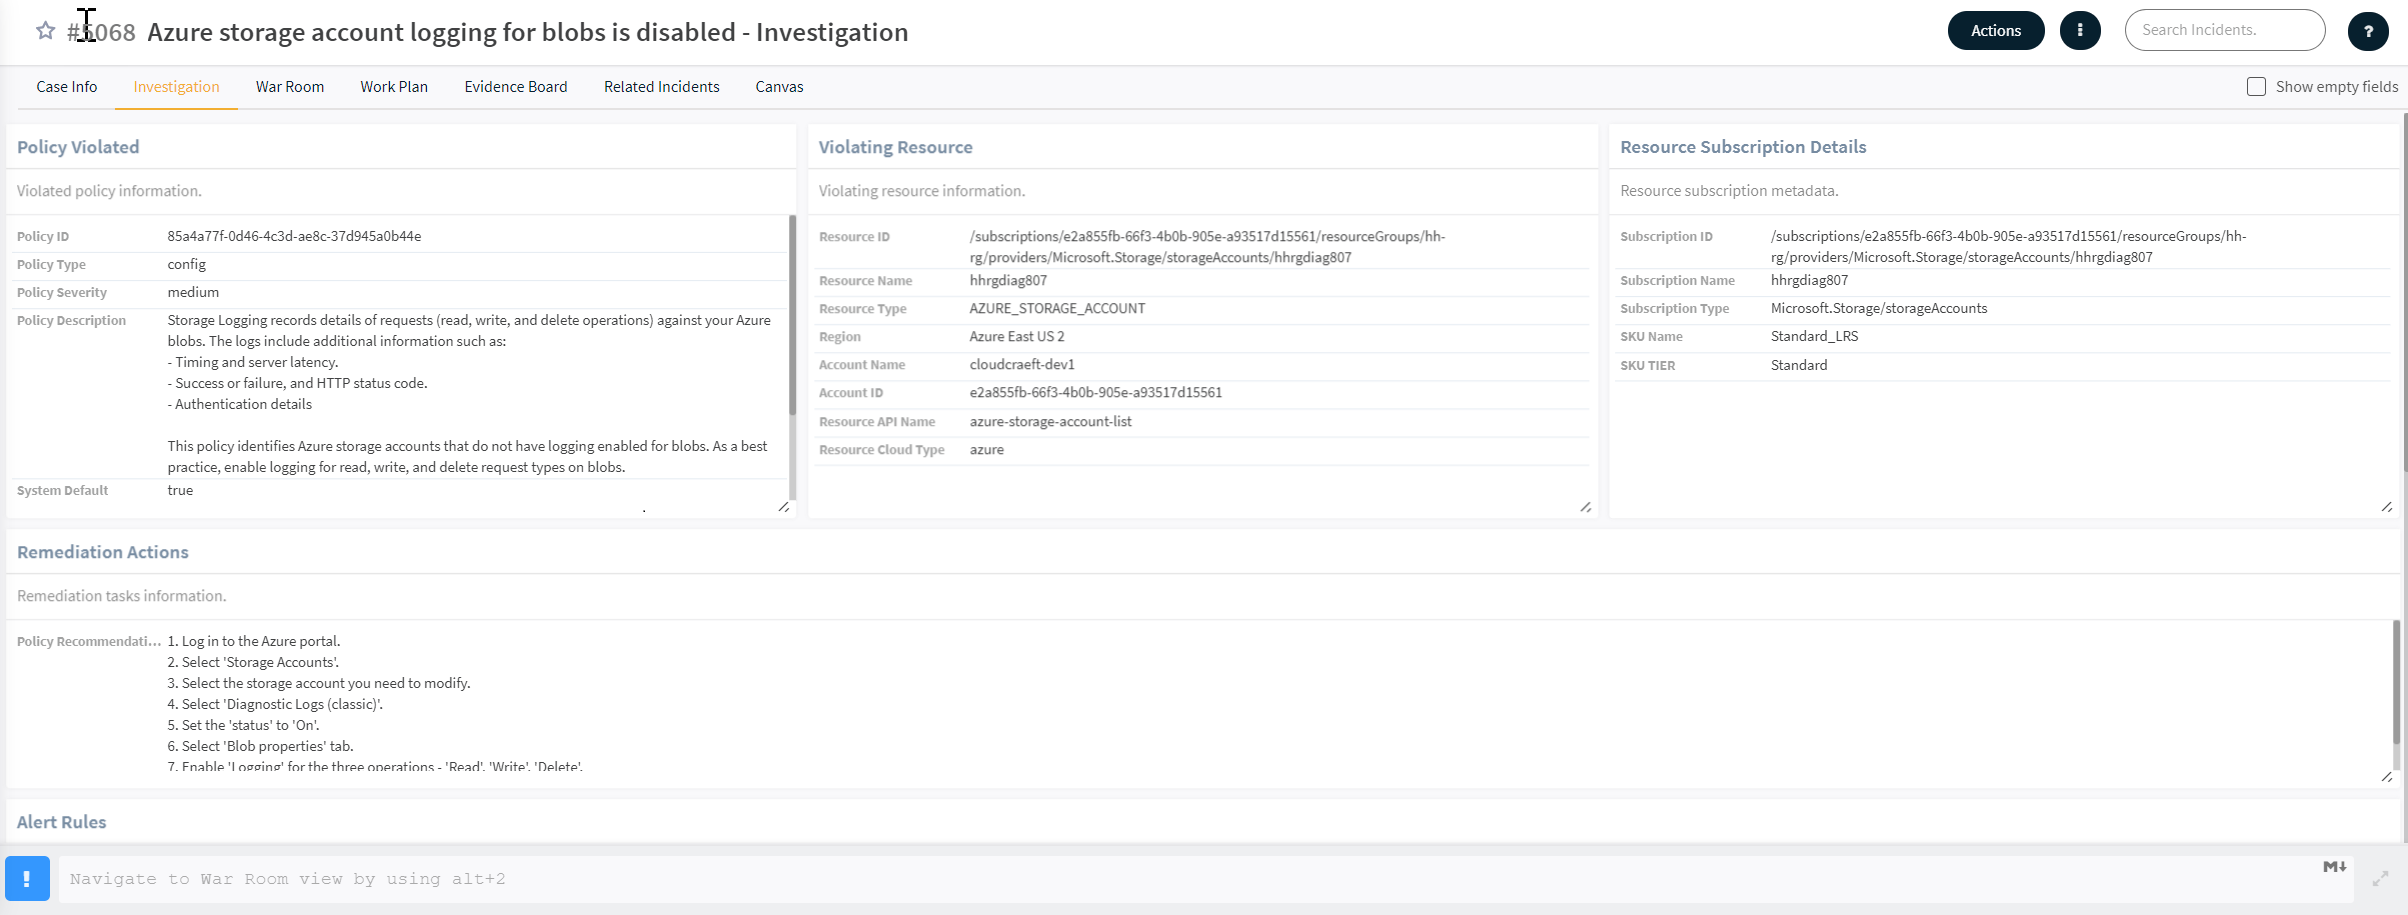 #5068 Azure storage account logging for blobs is disabled - Investigation
Actions
Search Incidents.
?
Case Info
Investigation
War Room
Work Plan
Evidence Board
Related Incidents
Canvas
Show empty fields
Policy Violated
Violated policy information.
Policy ID 85a4a77f-0d46-4c3d-ae8c-37d945a0b44e
Policy Type config
Policy Severity medium
Policy Description Storage Logging records details of requests (read, write, and delete operations) against your Azure
blobs. The logs include additional information such as:
- Timing and server latency.
- Success or failure, and HTTP status code.
- Authentication details
This policy identifies Azure storage accounts that do not have logging enabled for blobs. As a best
practice, enable logging for read, write, and delete request types on blobs.
System Default true
Violating Resource
Violating resource information.
Resource ID /subscriptions/e2a855fb-66f3-4b0b-905e-a93517d15561/resourceGroups/hh-
rg/providers/Microsoft.Storage/storageAccounts/hhrgdiag807
Resource Name hhrgdiag807
Resource Type AZURE_STORAGE_ACCOUNT
Region Azure East US 2
Account Name cloudcraeft-dev1
Account ID e2a855fb-66f3-4b0b-905e-a93517d15561
Resource API Name azure-storage-account-list
Resource Cloud Type azure
Resource Subscription Details
Resource subscription metadata.
Subscription ID /subscriptions/e2a855fb-66f3-4b0b-905e-a93517d15561/resourceGroups/hh-
rg/providers/Microsoft.Storage/storageAccounts/hhrgdiag807
Subscription Name hhrgdiag807
Subscription Type Microsoft.Storage/storageAccounts
SKU Name Standard_LRS
SKU TIER Standard
Remediation Actions
Remediation tasks information.
Policy Recommendati... 1. Log in to the Azure portal.
2. Select 'Storage Accounts'.
3. Select the storage account you need to modify.
4. Select 'Diagnostic Logs (classic)'.
5. Set the 'status' to 'On'.
6. Select 'Blob properties' tab.
7. Enable 'Logging' for the three operations - 'Read', 'Write', 'Delete'.
Alert Rules
! Navigate to War Room view by using alt+2
M↓